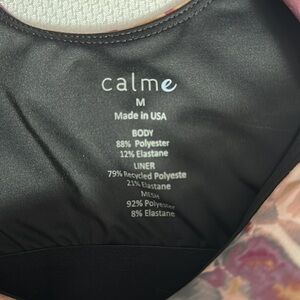 calme
M
Made in USA
BODY
88% Polyester
12% Elastane
LINER
79% Recycled Polyeste
21% Elastane
MESH
92% Polyester
8% Elastane